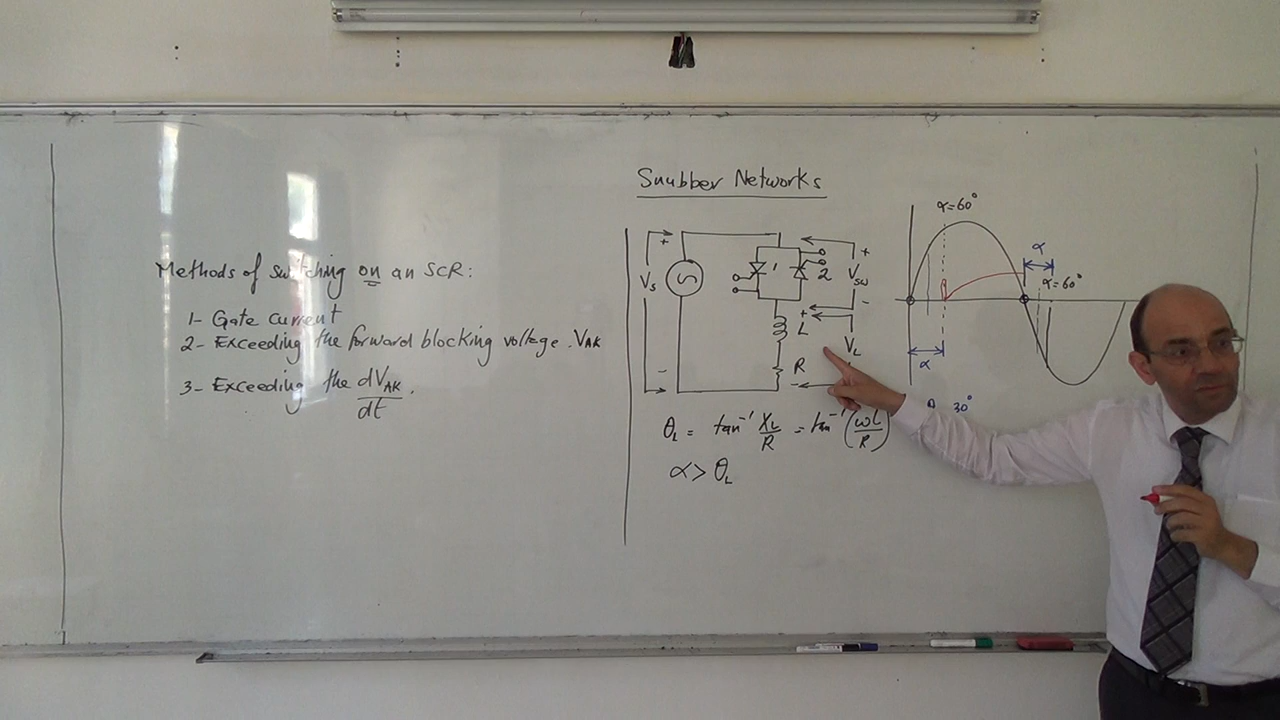 Methods of switching on an SCR:
1- Gate current
2- Exceeding the forward blocking voltage . VAK
3- Exceeding the dVAK/dt .
Snubber Networks
+
Vs
-
1
2
+
Vsw
-
+
L
VL
R
-
θL = tan⁻¹ XL/R = tan⁻¹ (ωL/R)
α > θL
α=60°
α
α=60°
α
30°